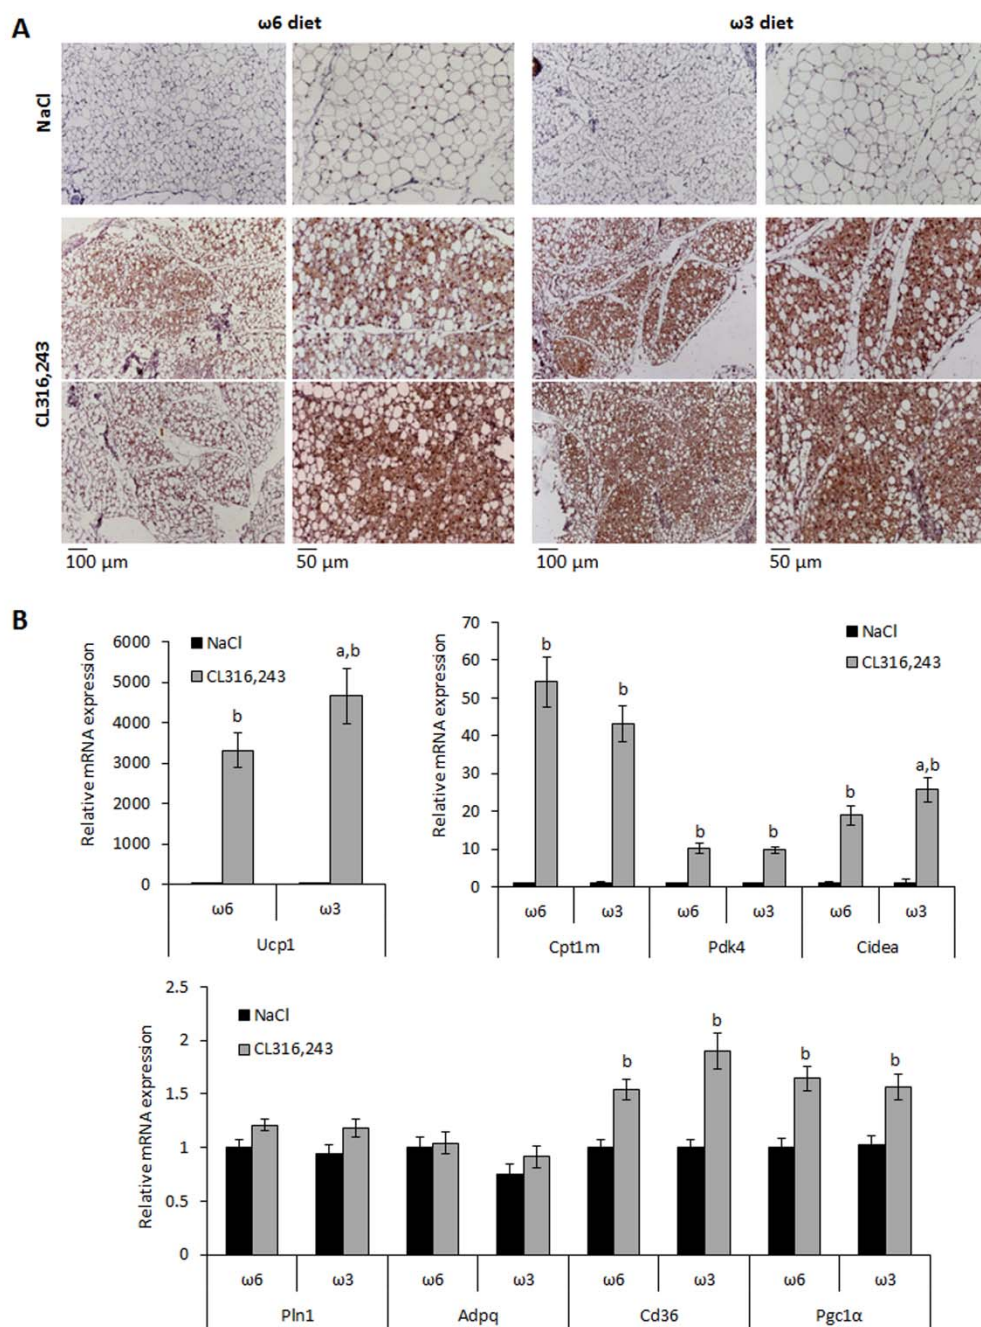 A
ω6 diet
ω3 diet
NaCl
CL316,243
100 µm
50 µm
100 µm
50 µm
B
Relative mRNA expression
6000
5000
4000
3000
2000
1000
0
NaCl
CL316,243
b
a,b
ω6
ω3
Ucp1
Relative mRNA expression
70
60
50
40
30
20
10
0
NaCl
CL316,243
b
b
b
b
b
a,b
ω6
ω3
ω6
ω3
ω6
ω3
Cpt1m
Pdk4
Cidea
Relative mRNA expression
2.5
2
1.5
1
0.5
0
NaCl
CL316,243
b
b
b
b
ω6
ω3
ω6
ω3
ω6
ω3
ω6
ω3
Pln1
Adpq
Cd36
Pgc1α